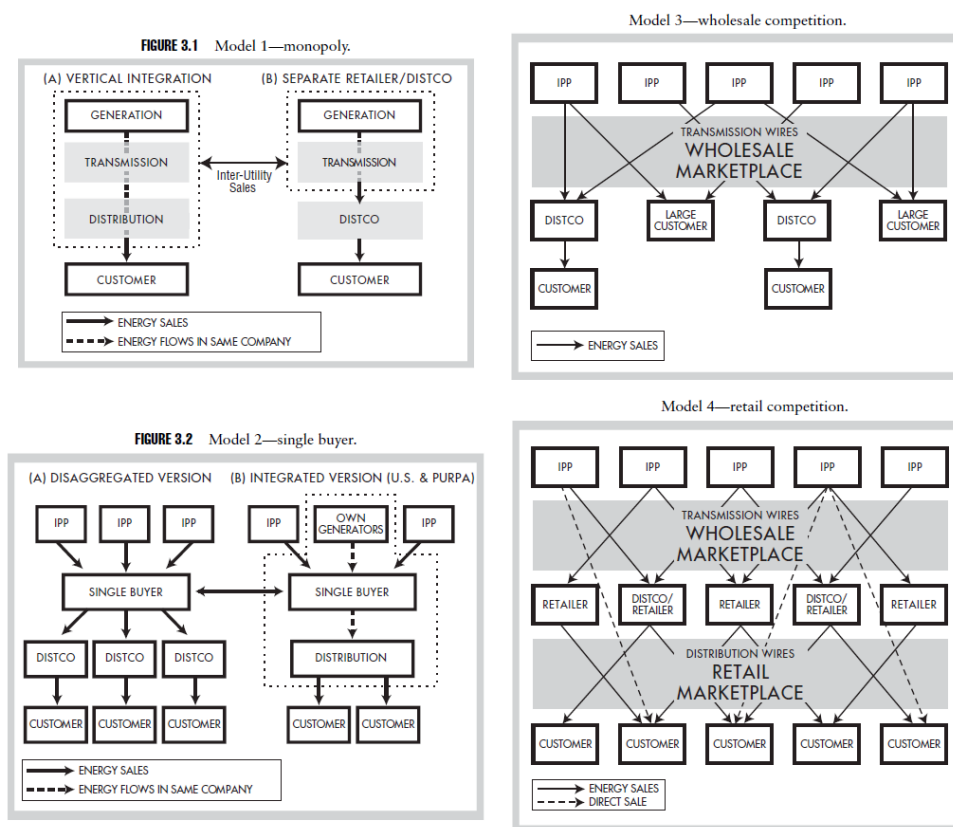 FIGURE 3.1 Model 1—monopoly.
(A) VERTICAL INTEGRATION
(B) SEPARATE RETAILER/DISTCO
GENERATION
GENERATION
TRANSMISSION
TRANSMISSION
Inter-Utility
Sales
DISTRIBUTION
DISTCO
CUSTOMER
CUSTOMER
ENERGY SALES
ENERGY FLOWS IN SAME COMPANY
Model 3—wholesale competition.
IPP
IPP
IPP
IPP
IPP
TRANSMISSION WIRES
WHOLESALE
MARKETPLACE
DISTCO
LARGE
CUSTOMER
DISTCO
LARGE
CUSTOMER
CUSTOMER
CUSTOMER
ENERGY SALES
FIGURE 3.2 Model 2—single buyer.
(A) DISAGGREGATED VERSION
(B) INTEGRATED VERSION (U.S. & PURPA)
IPP
IPP
IPP
IPP
OWN
GENERATORS
IPP
SINGLE BUYER
SINGLE BUYER
DISTCO
DISTCO
DISTCO
DISTRIBUTION
CUSTOMER
CUSTOMER
CUSTOMER
CUSTOMER
CUSTOMER
ENERGY SALES
ENERGY FLOWS IN SAME COMPANY
Model 4—retail competition.
IPP
IPP
IPP
IPP
IPP
TRANSMISSION WIRES
WHOLESALE
MARKETPLACE
RETAILER
DISTCO/
RETAILER
RETAILER
DISTCO/
RETAILER
RETAILER
DISTRIBUTION WIRES
RETAIL
MARKETPLACE
CUSTOMER
CUSTOMER
CUSTOMER
CUSTOMER
CUSTOMER
ENERGY SALES
DIRECT SALE